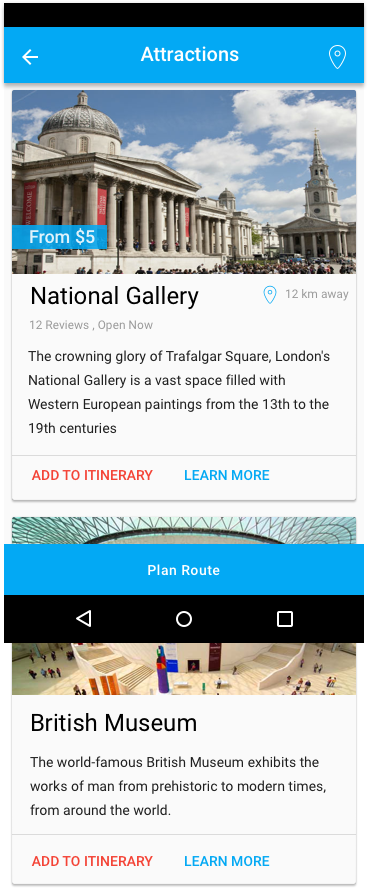 Attractions
WELCOME
From $5
National Gallery
12 km away
12 Reviews , Open Now
The crowning glory of Trafalgar Square, London's
National Gallery is a vast space filled with
Western European paintings from the 13th to the
19th centuries
ADD TO ITINERARY LEARN MORE
Plan Route
British Museum
The world-famous British Museum exhibits the
works of man from prehistoric to modern times,
from around the world.
ADD TO ITINERARY LEARN MORE